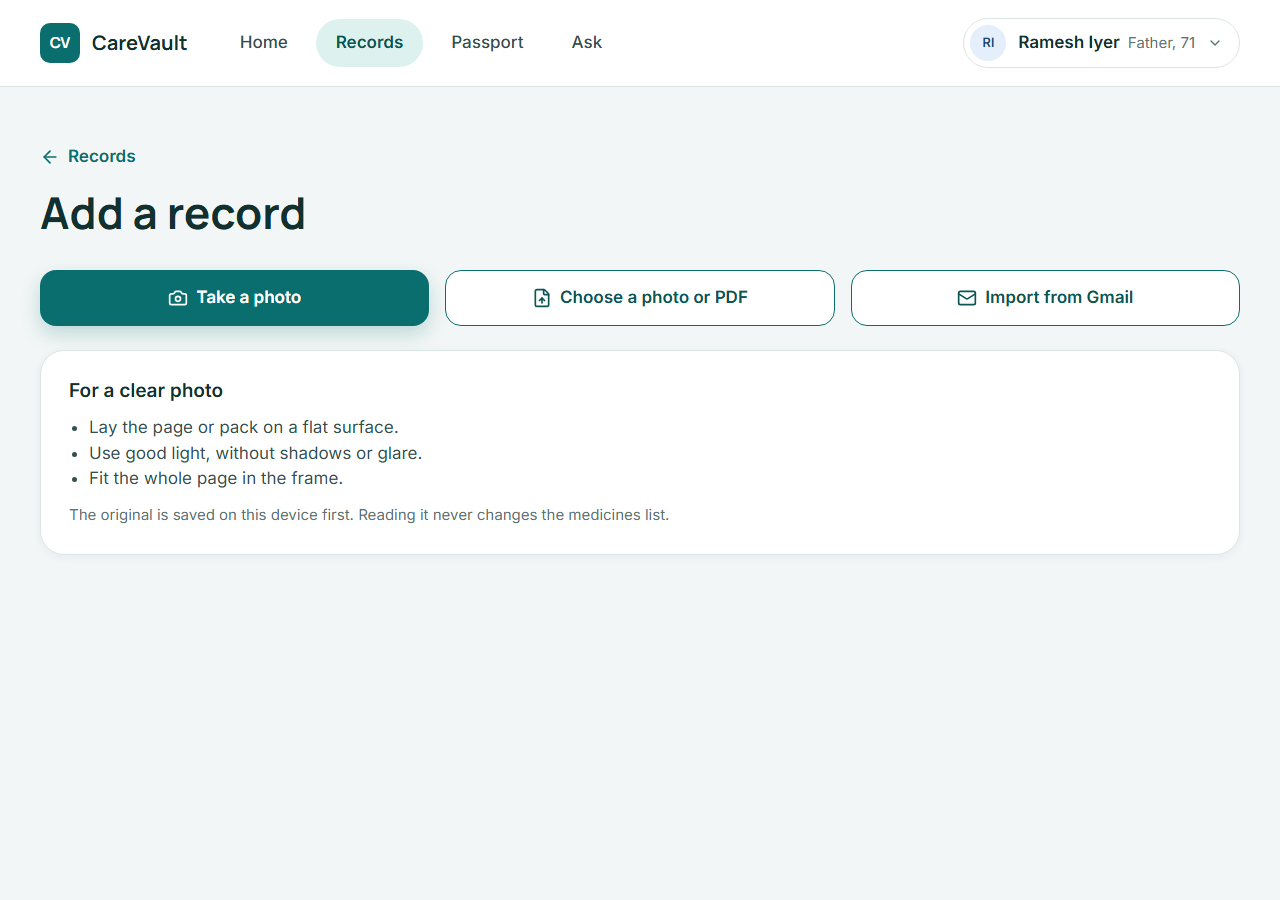 CV CareVault Home Records Passport Ask RI Ramesh Iyer Father, 71
Records
Add a record
Take a photo Choose a photo or PDF Import from Gmail
For a clear photo
• Lay the page or pack on a flat surface.
• Use good light, without shadows or glare.
• Fit the whole page in the frame.
The original is saved on this device first. Reading it never changes the medicines list.